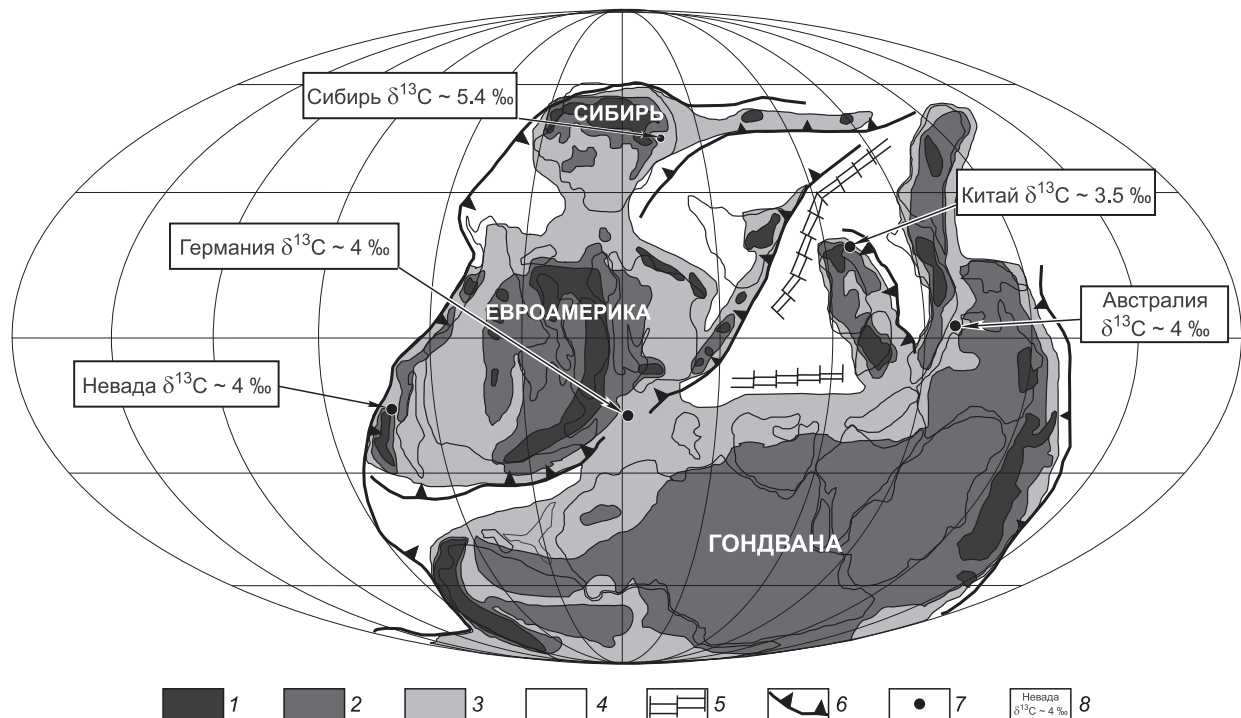 Сибирь δ¹³C ~ 5.4 ‰
СИБИРЬ
Китай δ¹³C ~ 3.5 ‰
Германия δ¹³C ~ 4 ‰
ЕВРОАМЕРИКА
Австралия
δ¹³C ~ 4 ‰
Невада δ¹³C ~ 4 ‰
ГОНДВАНА
1 2 3 4 5 6 7 Невада
δ¹³C ~ 4 ‰ 8